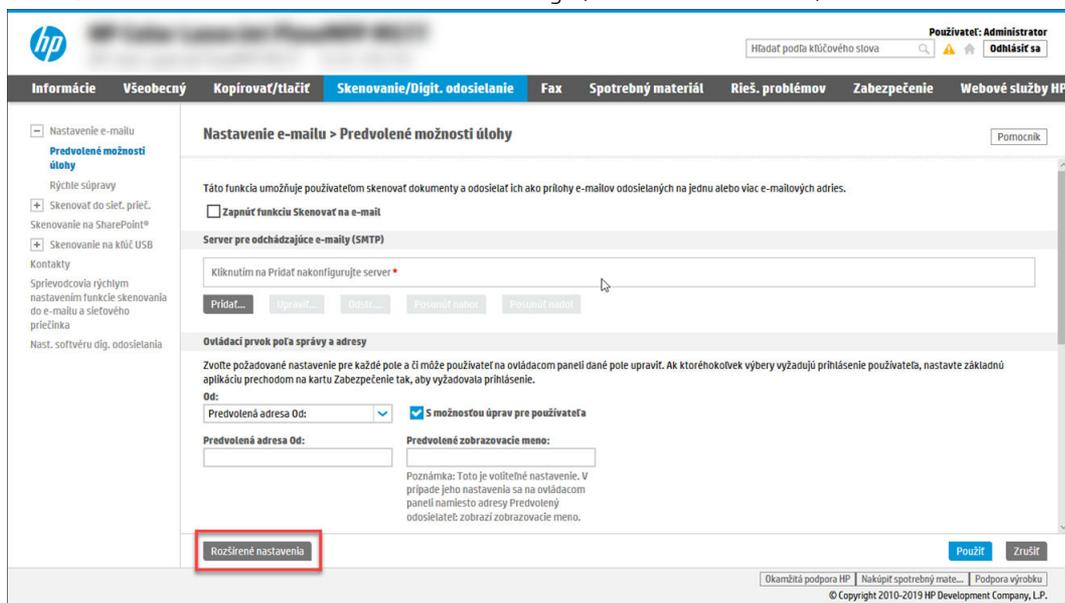 hp
Používateľ: Administrator
Hľadať podľa kľúčového slova
Odhlásiť sa
Informácie Všeobecný Kopírovať/tlačiť Skenovanie/Digit. odosielanie Fax Spotrebný materiál Rieš. problémov Zabezpečenie Webové služby HP
Nastavenie e-mailu
Predvolené možnosti
úlohy
Rýchle súpravy
Skenovať do sieť. prieč.
Skenovanie na SharePoint®
Skenovanie na kľúč USB
Kontakty
Sprievodcovia rýchlym
nastavením funkcie skenovania
do e-mailu a sieťového
priečinka
Nast. softvéru dig. odosielania
Nastavenie e-mailu > Predvolené možnosti úlohy
Pomocník
Táto funkcia umožňuje používateľom skenovať dokumenty a odosielať ich ako prílohy e-mailov odosielaných na jednu alebo viac e-mailových adries.
Zapnúť funkciu Skenovať na e-mail
Server pre odchádzajúce e-maily (SMTP)
Kliknutím na Pridať nakonfigurujte server *
Pridať... Upraviť... Odstr.... Posunúť nahor Posunúť nadol
Ovládací prvok poľa správy a adresy
Zvoľte požadované nastavenie pre každé pole a či môže používateľ na ovládacom paneli dané pole upraviť. Ak ktoréhokoľvek výbery vyžadujú prihlásenie používateľa, nastavte základnú
aplikáciu prechodom na kartu Zabezpečenie tak, aby vyžadovala prihlásenie.
Od:
Predvolená adresa Od: S možnosťou úprav pre používateľa
Predvolená adresa Od: Predvolené zobrazovacie meno:
Poznámka: Toto je voliteľné nastavenie. V
prípade jeho nastavenia sa na ovládacom
paneli namiesto adresy Predvolený
odosielateľ: zobrazí zobrazovacie meno.
Rozšírené nastavenia
Použiť Zrušiť
Okamžitá podpora HP Nakúpiť spotrebný mate... Podpora výrobku
© Copyright 2010-2019 HP Development Company, L.P.